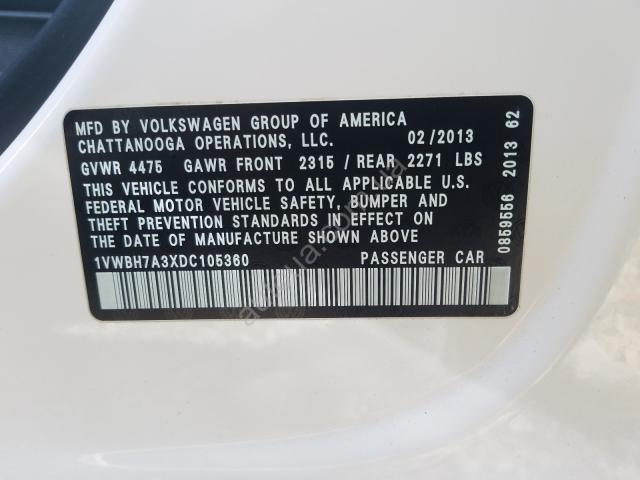 MFD BY VOLKSWAGEN GROUP OF AMERICA
CHATTANOOGA OPERATIONS, LLC. 02/2013
GVWR 4475 GAWR FRONT 2315 / REAR 2271 LBS
THIS VEHICLE CONFORMS TO ALL APPLICABLE U.S.
FEDERAL MOTOR VEHICLE SAFETY, BUMPER AND
THEFT PREVENTION STANDARDS IN EFFECT ON
DATE OF MANUFACTURE SHOWN ABOVE
1VWBH7A3XDC105360 PASSENGER CAR
0859556 2013 62